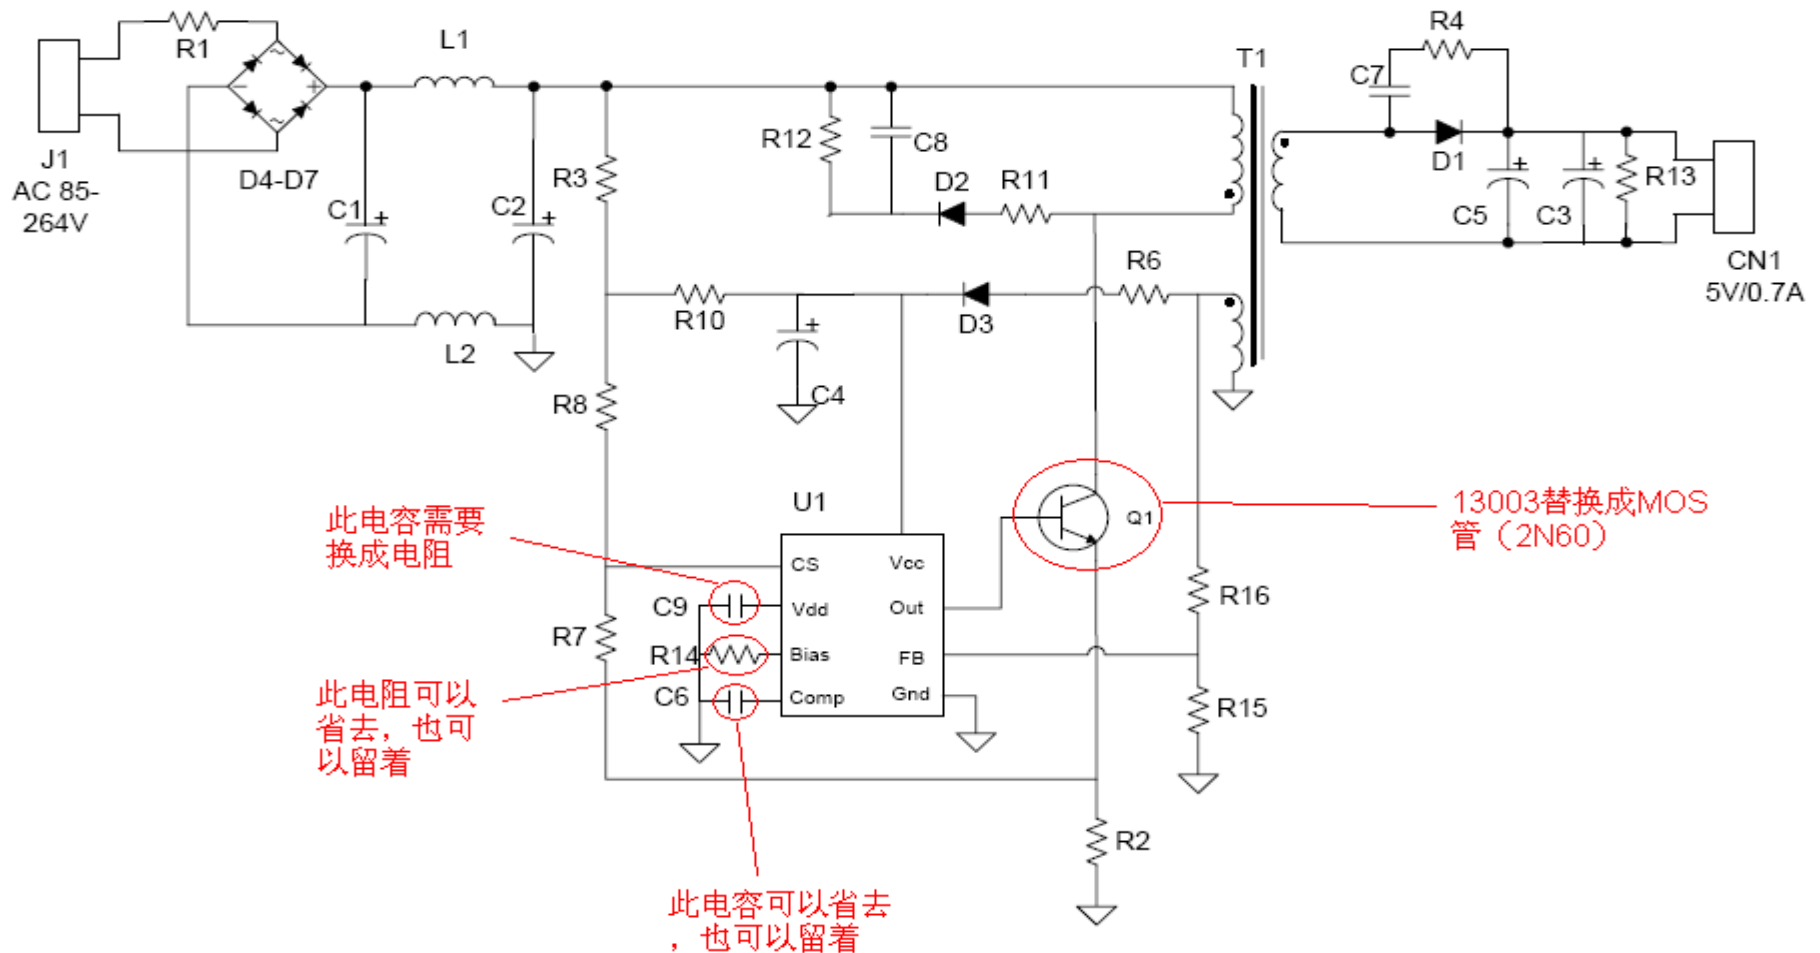 R1
L1
J1
AC 85-
264V
D4-D7
C1
C2
L2
R3
R12
C8
D2
R11
T1
R4
C7
D1
C5
C3
R13
CN1
5V/0.7A
R10
C4
D3
R6
R8
U1
CS
Vdd
Bias
Comp
Vcc
Out
FB
Gnd
Q1
13003替换成MOS
管（2N60）
此电容需要
换成电阻
C9
R7
R14
C6
R16
R15
此电阻可以
省去，也可
以留着
R2
此电容可以省去
，也可以留着